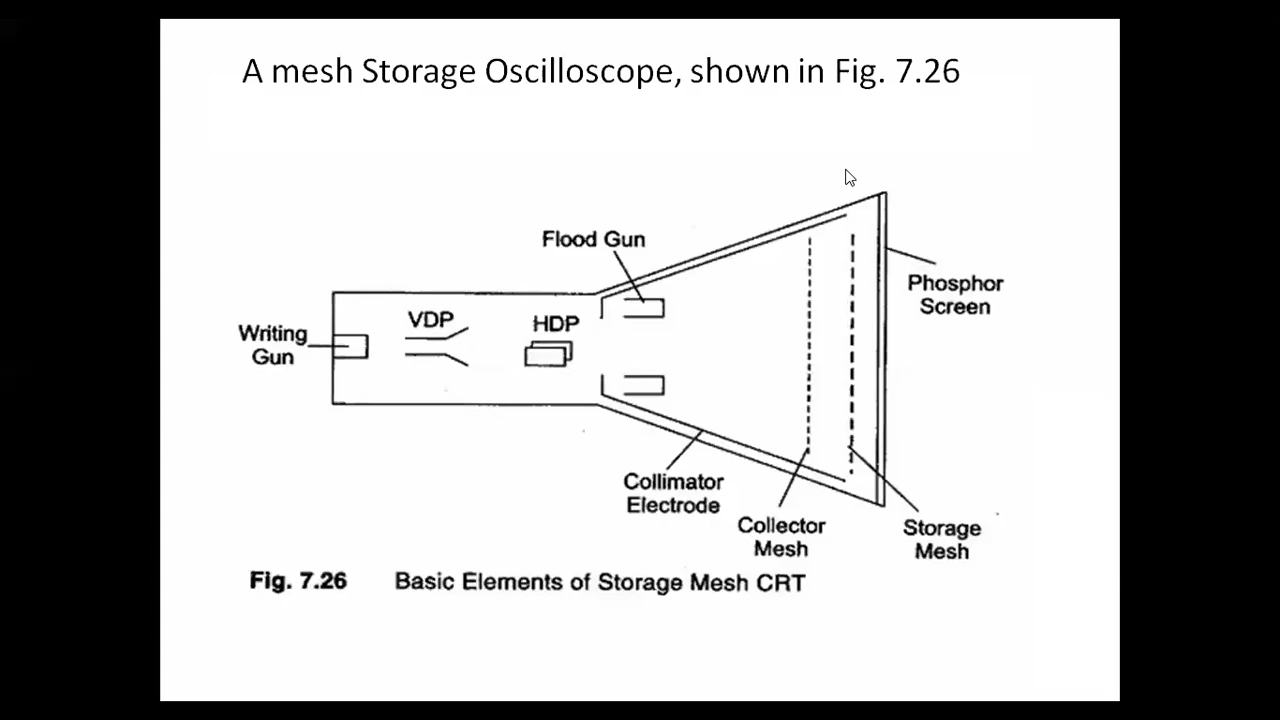 A mesh Storage Oscilloscope, shown in Fig. 7.26
Flood Gun
Phosphor
Screen
VDP
HDP
Writing
Gun
Collimator
Electrode
Collector
Mesh
Storage
Mesh
Fig. 7.26 Basic Elements of Storage Mesh CRT